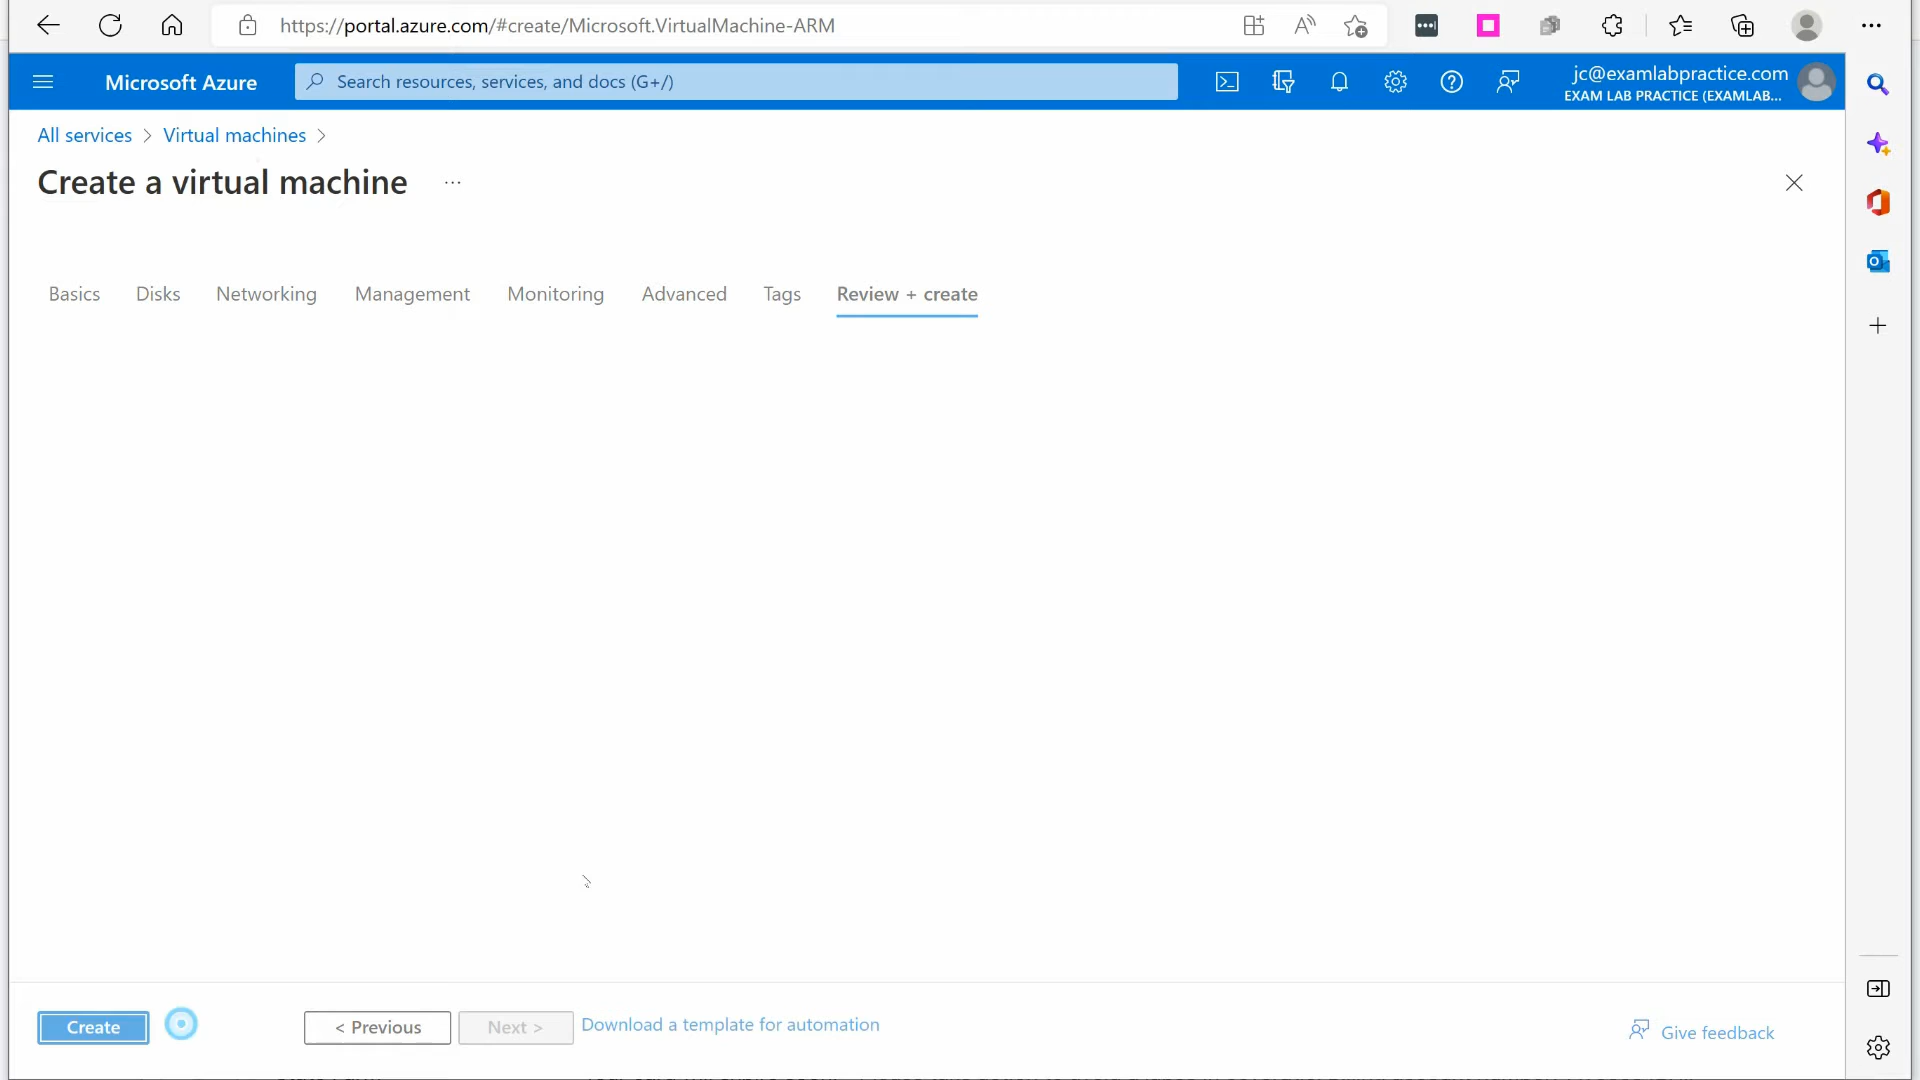 https://portal.azure.com/#create/Microsoft.VirtualMachine-ARM
Microsoft Azure
Search resources, services, and docs (G+/)
jc@examlabpractice.com
EXAM LAB PRACTICE (EXAMLAB...
All services > Virtual machines >
Create a virtual machine ...
Basics Disks Networking Management Monitoring Advanced Tags Review + create
Create < Previous Next > Download a template for automation Give feedback